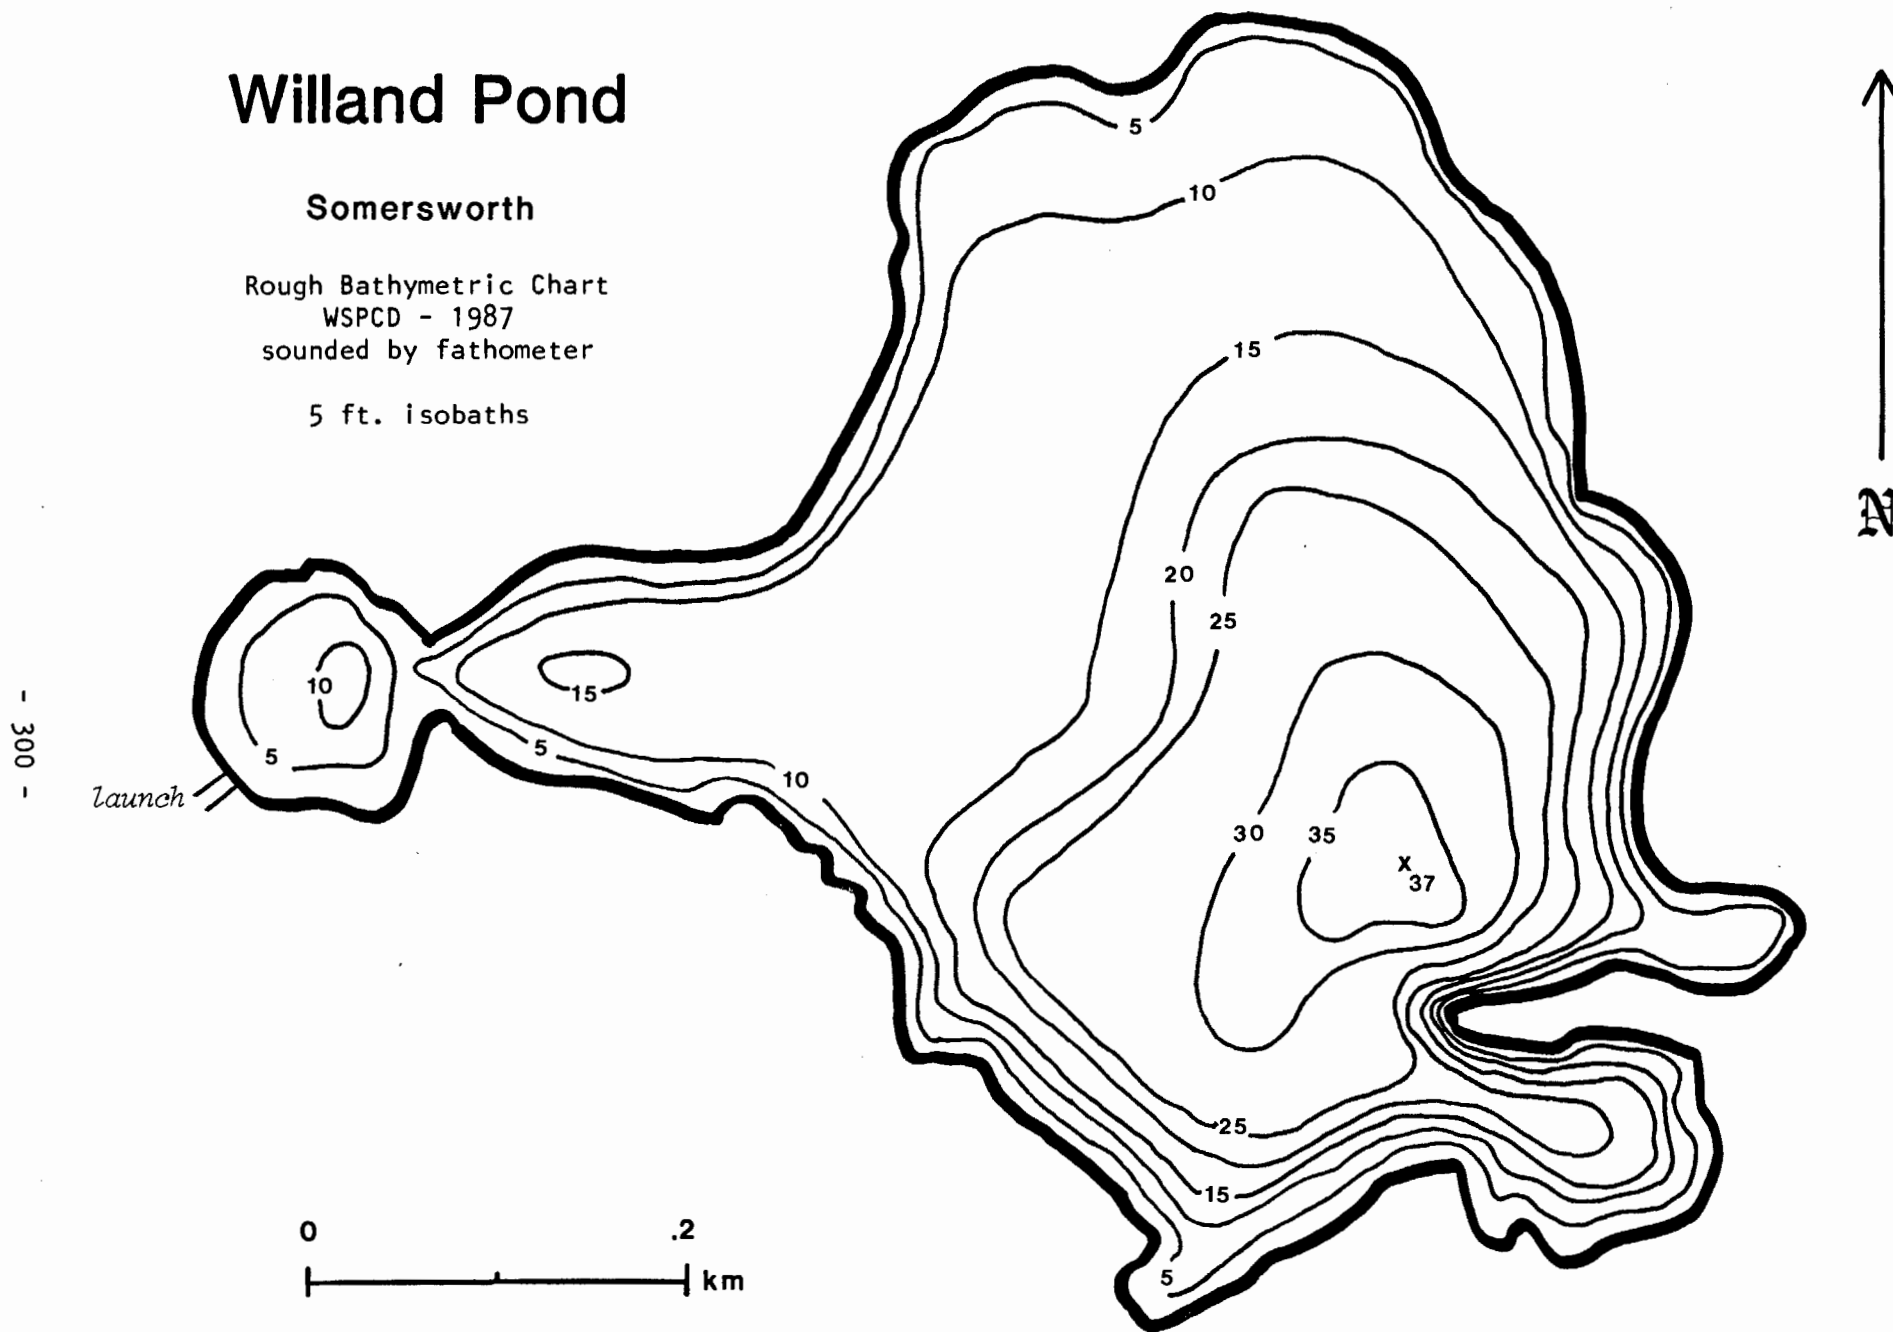 Willand Pond
Somersworth
Rough Bathymetric Chart
WSPCD - 1987
sounded by fathometer
5 ft. isobaths
N
5
10
15
20
25
10
15
5
5
10
30
35
x
37
launch
- 300 -
25
15
5
0 .2
km